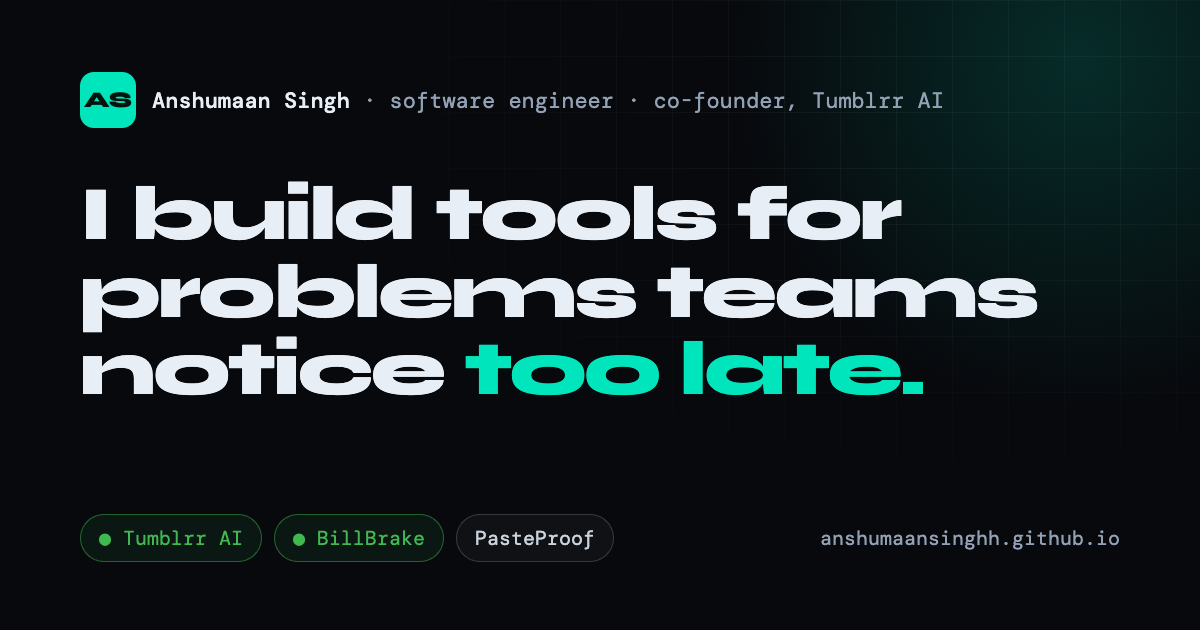 AS Anshumaan Singh · software engineer · co-founder, Tumblrr AI
I build tools for
problems teams
notice too late.
● Tumblrr AI ● BillBrake PasteProof anshumaansinghh.github.io